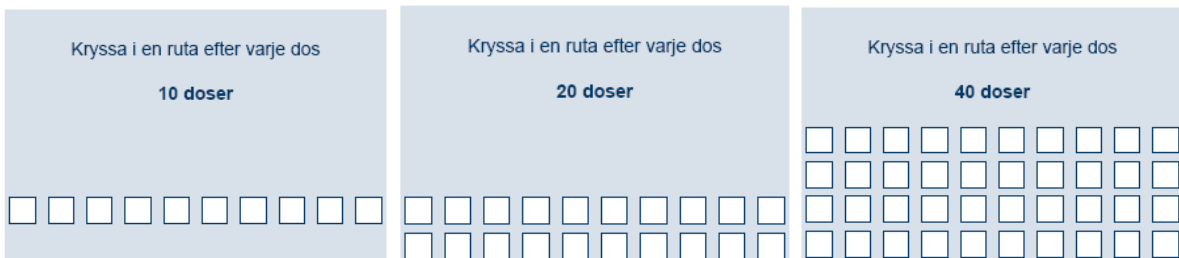 Kryssa i en ruta efter varje dos
10 doser
Kryssa i en ruta efter varje dos
20 doser
Kryssa i en ruta efter varje dos
40 doser